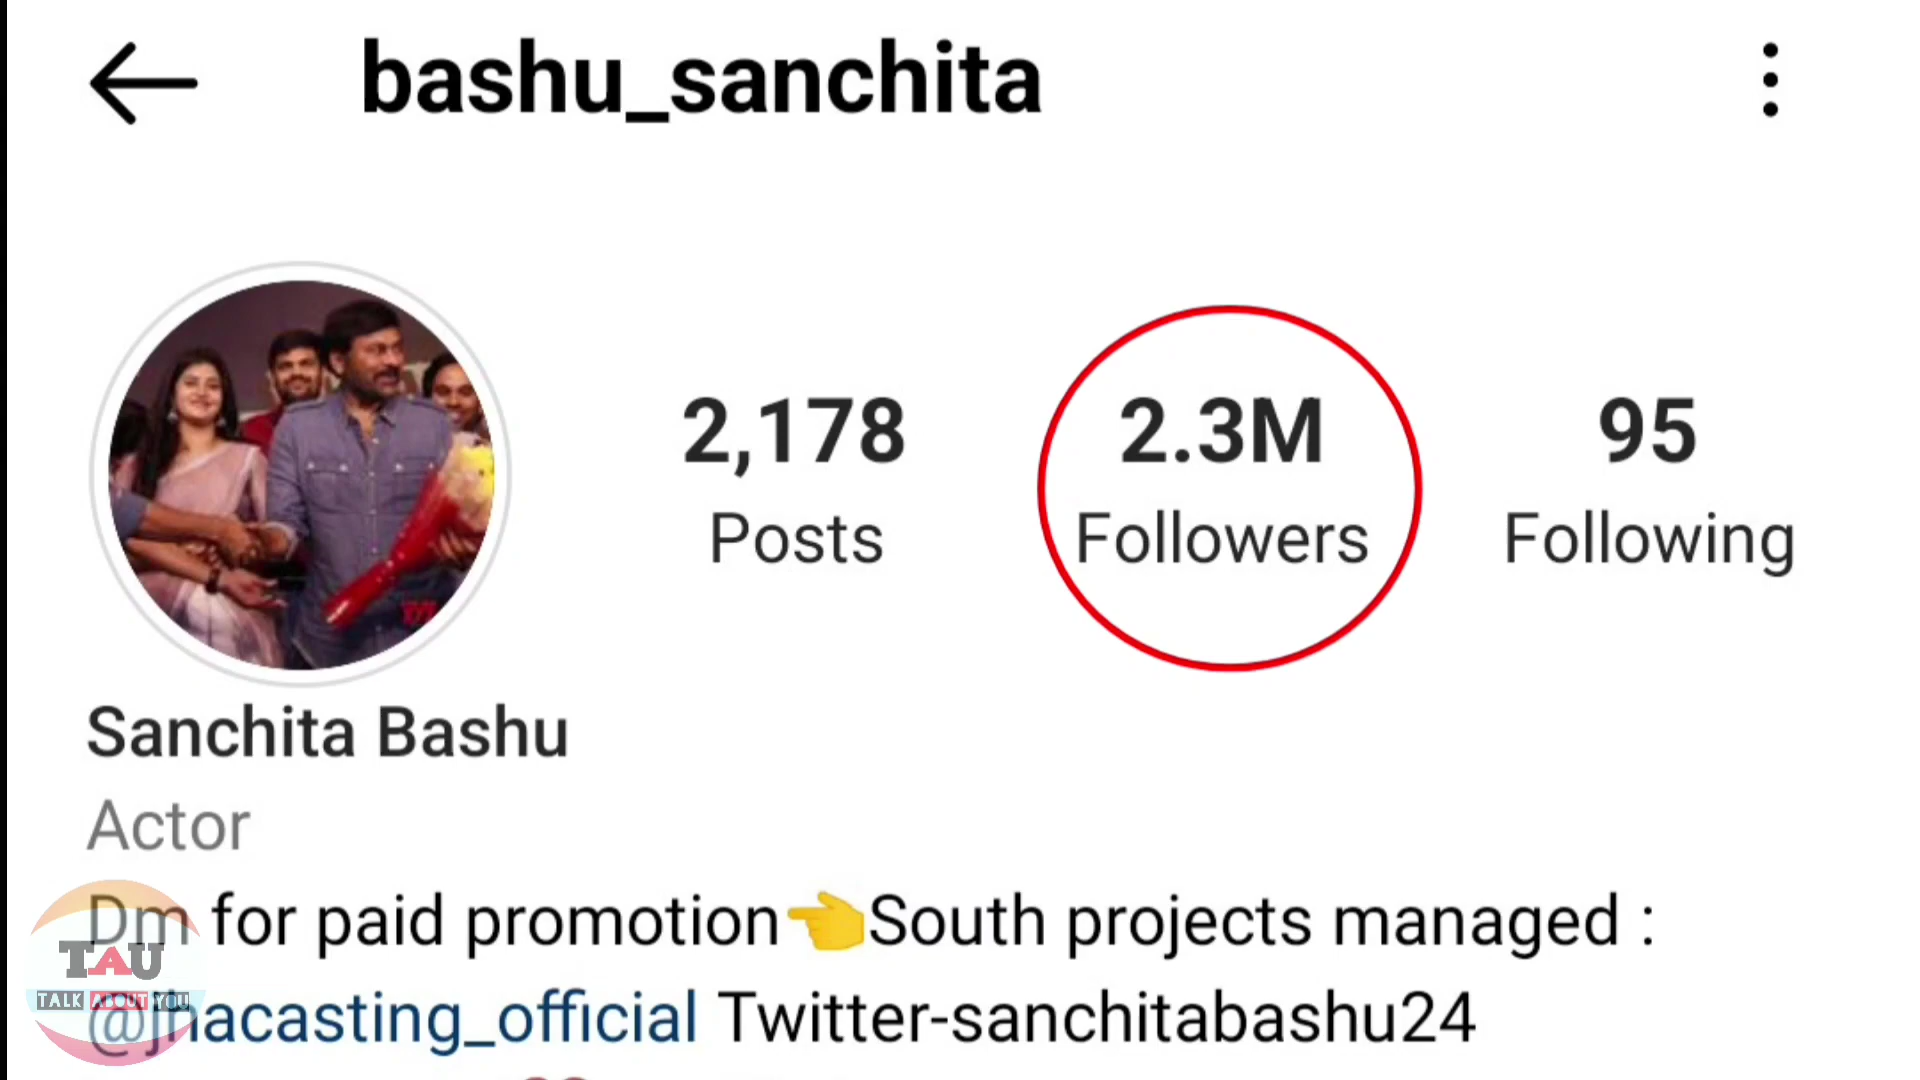 bashu_sanchita
2,178 2.3M 95
Posts Followers Following
Sanchita Bashu
Actor
Dm for paid promotion👈South projects managed :
@jhacasting_official Twitter-sanchitabashu24
TAU
TALK ABOUT YOU